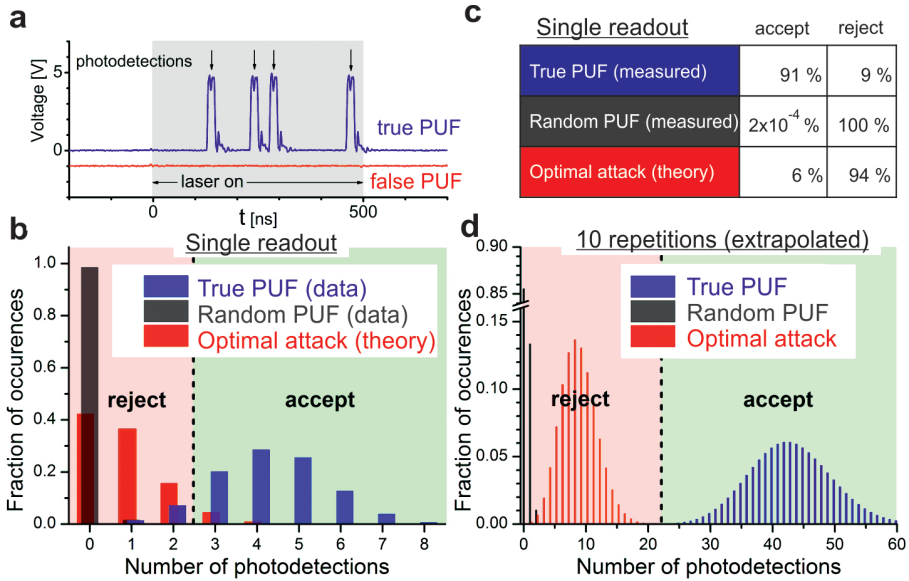 a
photodetections
Voltage [V]
5
0
true PUF
laser on
false PUF
0
500
t [ns]
c
Single readout
accept
reject
True PUF (measured)
91 %
9 %
Random PUF (measured)
2x10⁻⁴ %
100 %
Optimal attack (theory)
6 %
94 %
b
Single readout
True PUF (data)
Random PUF (data)
Optimal attack (theory)
reject
accept
Fraction of occurences
1.0
0.8
0.6
0.4
0.2
0.0
0 1 2 3 4 5 6 7 8
Number of photodetections
d
10 repetitions (extrapolated)
True PUF
Random PUF
Optimal attack
reject
accept
Fraction of occurences
0.90
0.85
0.15
0.10
0.05
0.00
0 10 20 30 40 50 60
Number of photodetections